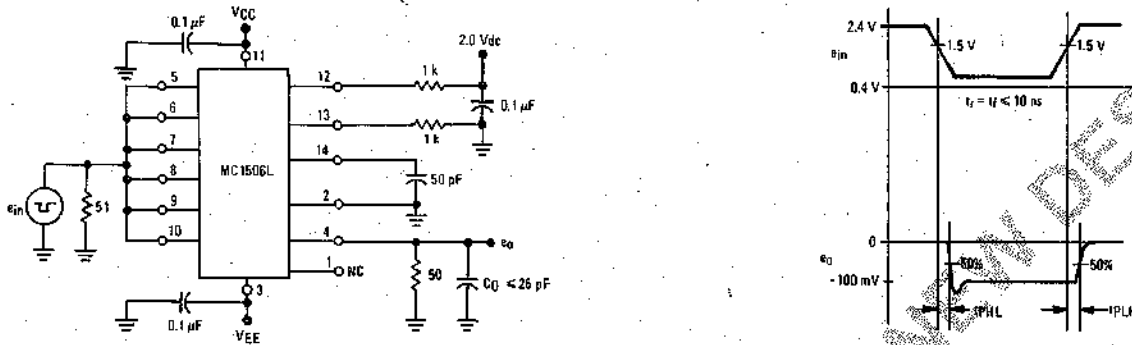 VCC
0.1 µF
11
5
6
7
8
9
10
MC1506L
12
13
14
2
4
1
3
1 k
1 k
2.0 Vdc
0.1 µF
50 pF
eo
NC
50
CO ≤ 26 pF
ein
51
0.1 µF
VEE
2.4 V
ein
1.5 V
1.5 V
0.4 V
tr = tf ≤ 10 ns
0
eo
50%
50%
-100 mV
tPHL
tPLH
NEW DES